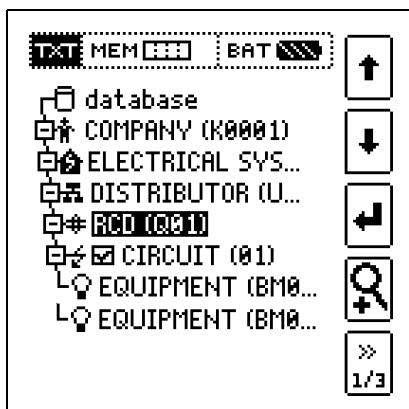 TXT MEM BAT
database
COMPANY (K0001)
ELECTRICAL SYS...
DISTRIBUTOR (U...
RCD (Q01)
CIRCUIT (01)
EQUIPMENT (BM0...
EQUIPMENT (BM0...
>>
1/3